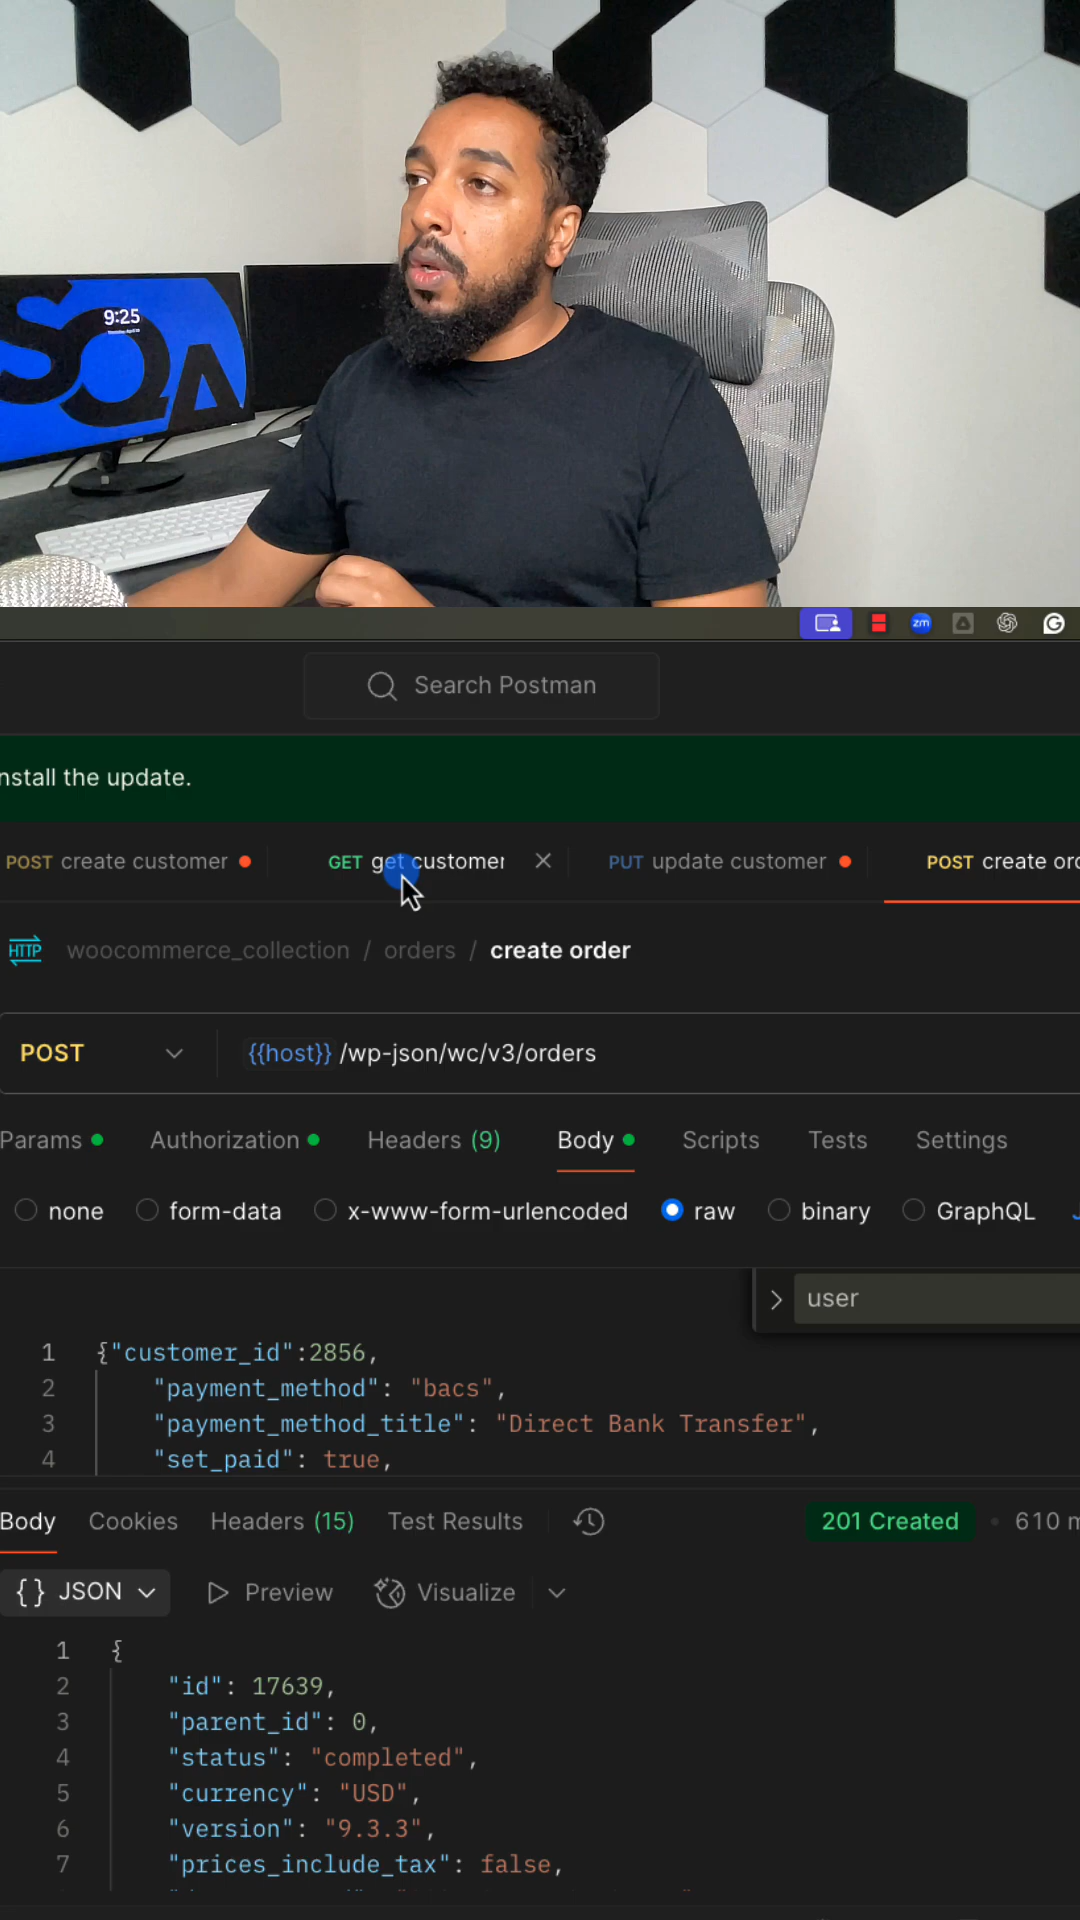 SQA
9:25
zm
Search Postman
nstall the update.
POST create customer
GET get customer
PUT update customer
POST create ord
HTTP
woocommerce_collection / orders / create order
POST
{{host}} /wp-json/wc/v3/orders
Params
Authorization
Headers (9)
Body
Scripts
Tests
Settings
none
form-data
x-www-form-urlencoded
raw
binary
GraphQL
user
1 {"customer_id":2856,
2 "payment_method": "bacs",
3 "payment_method_title": "Direct Bank Transfer",
4 "set_paid": true,
Body
Cookies
Headers (15)
Test Results
201 Created
610 m
{} JSON
Preview
Visualize
1 {
2 "id": 17639,
3 "parent_id": 0,
4 "status": "completed",
5 "currency": "USD",
6 "version": "9.3.3",
7 "prices_include_tax": false,